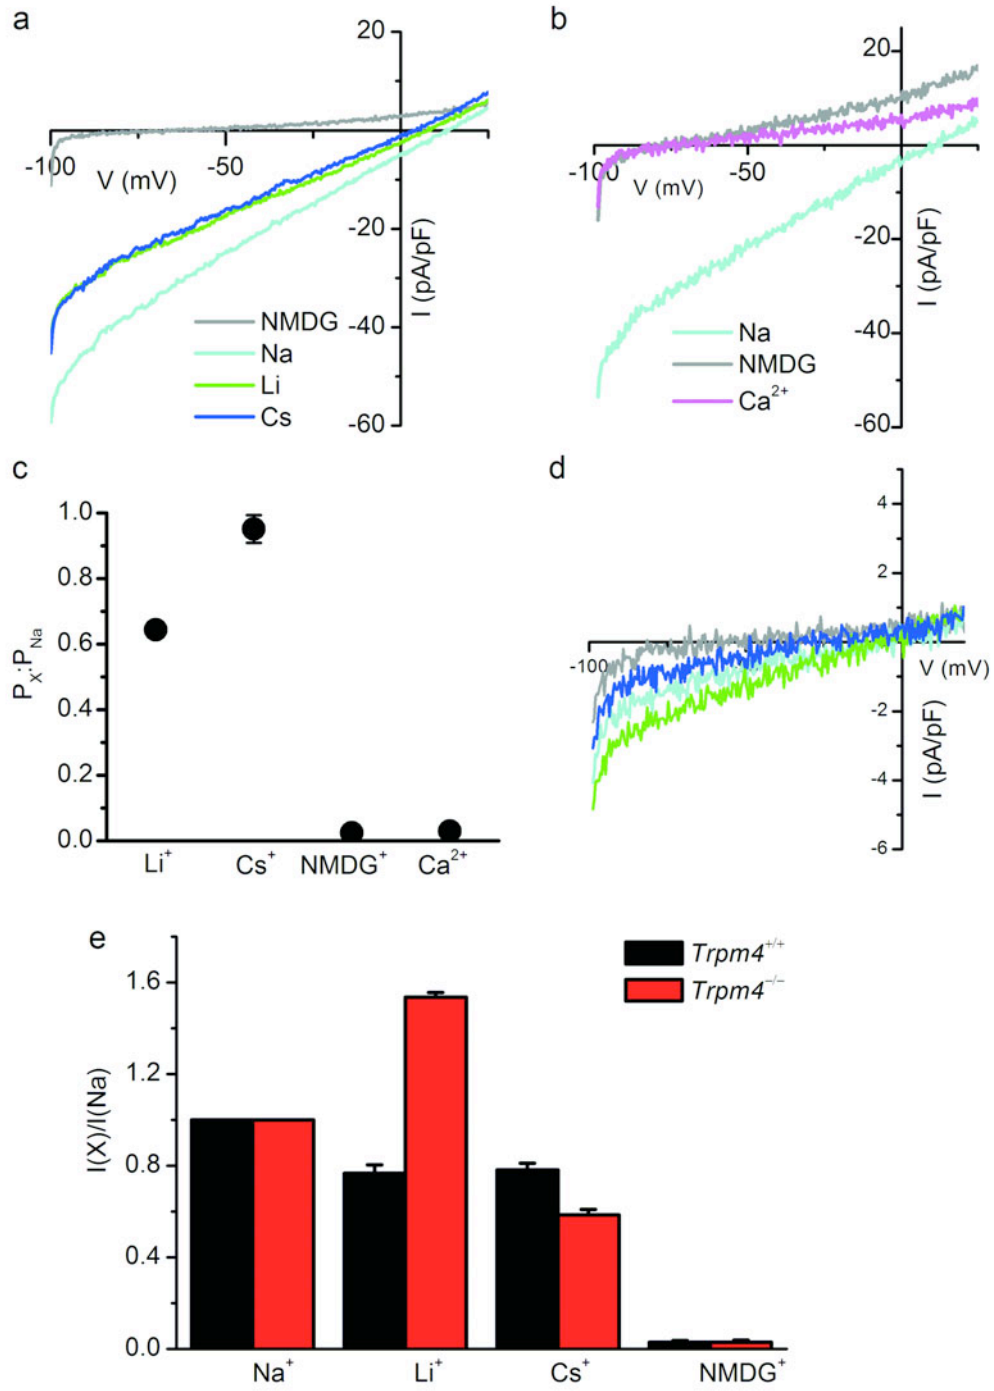 a
20
-100
-50
V (mV)
-20
-40
-60
I (pA/pF)
NMDG
Na
Li
Cs
b
20
-100
-50
V (mV)
-20
-40
-60
I (pA/pF)
Na
NMDG
Ca²⁺
c
1.0
0.8
0.6
0.4
0.2
0.0
Pₓ:P_Na
Li⁺ Cs⁺ NMDG⁺ Ca²⁺
d
4
2
-100
V (mV)
-2
-4
-6
I (pA/pF)
e
Trpm4⁺/⁺
Trpm4⁻/⁻
1.6
1.2
0.8
0.4
0.0
I(X)/I(Na)
Na⁺ Li⁺ Cs⁺ NMDG⁺